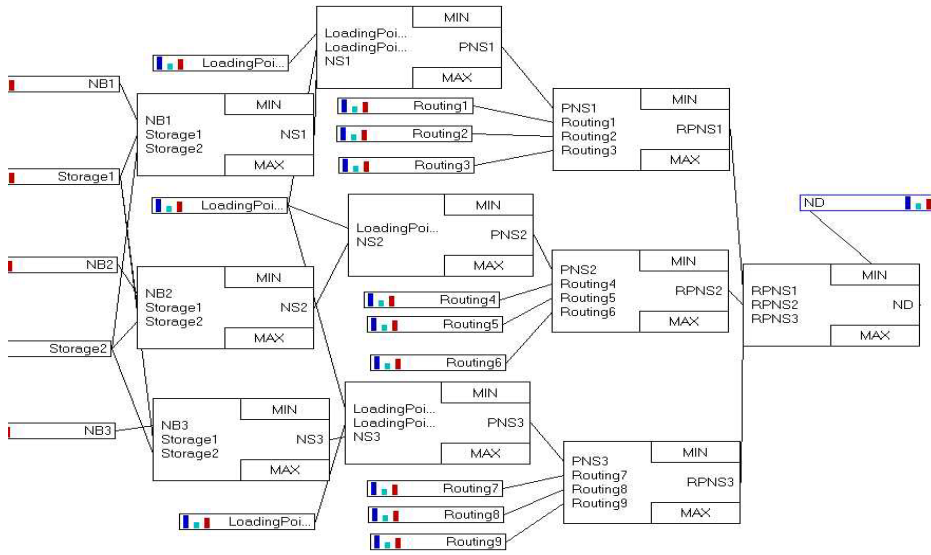 MIN
LoadingPoi...
LoadingPoi...
NS1
PNS1
MAX
LoadingPoi...
NB1
MIN
NB1
Storage1
Storage2
NS1
MAX
Routing1
Routing2
Routing3
MIN
PNS1
Routing1
Routing2
Routing3
RPNS1
MAX
Storage1
LoadingPoi...
MIN
LoadingPoi...
NS2
PNS2
MAX
ND
NB2
MIN
NB2
Storage1
Storage2
NS2
MAX
Routing4
Routing5
Routing6
MIN
PNS2
Routing4
Routing5
Routing6
RPNS2
MAX
MIN
RPNS1
RPNS2
RPNS3
ND
MAX
Storage2
NB3
MIN
NB3
Storage1
Storage2
NS3
MAX
MIN
LoadingPoi...
LoadingPoi...
NS3
PNS3
MAX
LoadingPoi...
Routing7
Routing8
Routing9
MIN
PNS3
Routing7
Routing8
Routing9
RPNS3
MAX